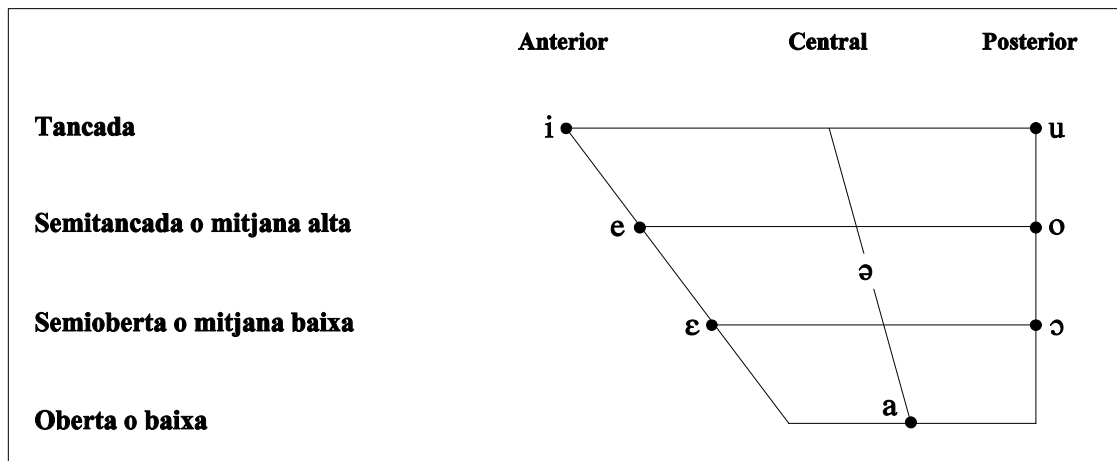 Anterior Central Posterior
Tancada i u
Semitancada o mitjana alta e o
ə
Semioberta o mitjana baixa ɛ ɔ
Oberta o baixa a